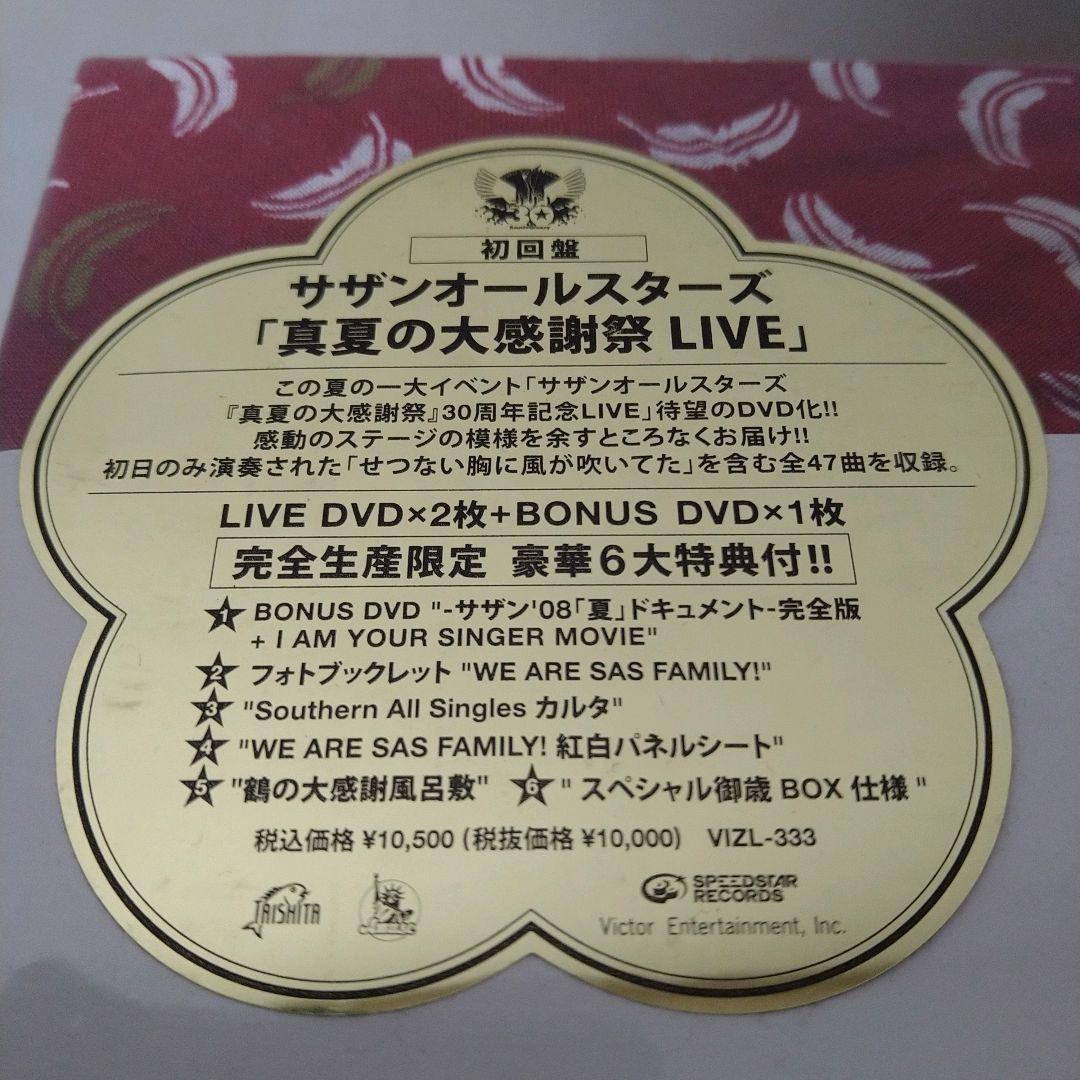 30
Anniversary
初回盤
サザンオールスターズ
「真夏の大感謝祭 LIVE」
この夏の一大イベント「サザンオールスターズ
『真夏の大感謝祭』30周年記念LIVE」待望のDVD化!!
感動のステージの模様を余すところなくお届け!!
初日のみ演奏された「せつない胸に風が吹いてた」を含む全47曲を収録。
LIVE DVD×2枚+BONUS DVD×1枚
完全生産限定 豪華6大特典付!!
1 BONUS DVD "-サザン'08「夏」ドキュメント-完全版
+ I AM YOUR SINGER MOVIE"
2 フォトブックレット "WE ARE SAS FAMILY!"
3 "Southern All Singles カルタ"
4 "WE ARE SAS FAMILY! 紅白パネルシート"
5 "鶴の大感謝風呂敷" 6 " スペシャル御歳 BOX 仕様 "
税込価格 ¥10,500 (税抜価格 ¥10,000) VIZL-333
TAISHITA
SPEEDSTAR
RECORDS
Victor Entertainment, Inc.